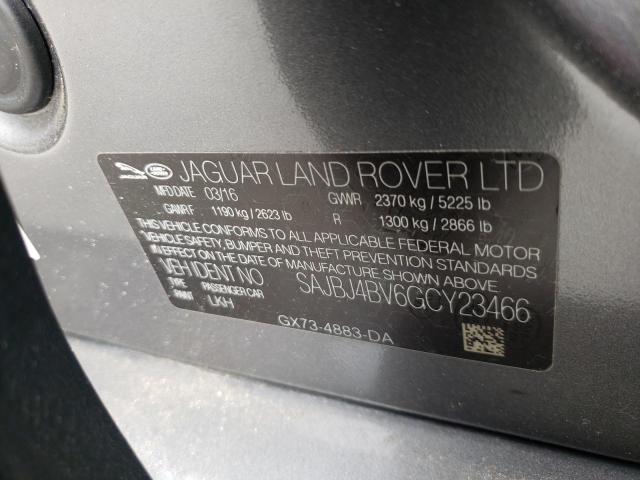 JAGUAR LAND ROVER LTD
MFD DATE 03/16 GVWR 2370 kg / 5225 lb
GAWR F 1190 kg / 2623 lb R 1300 kg / 2866 lb
THIS VEHICLE CONFORMS TO ALL APPLICABLE FEDERAL MOTOR
VEHICLE SAFETY, BUMPER AND THEFT PREVENTION STANDARDS
IN EFFECT ON THE DATE OF MANUFACTURE SHOWN ABOVE
VEH IDENT NO SAJBJ4BV6GCY23466
TYPE PASSENGER CAR
PAINT LKH
GX73-4883-DA